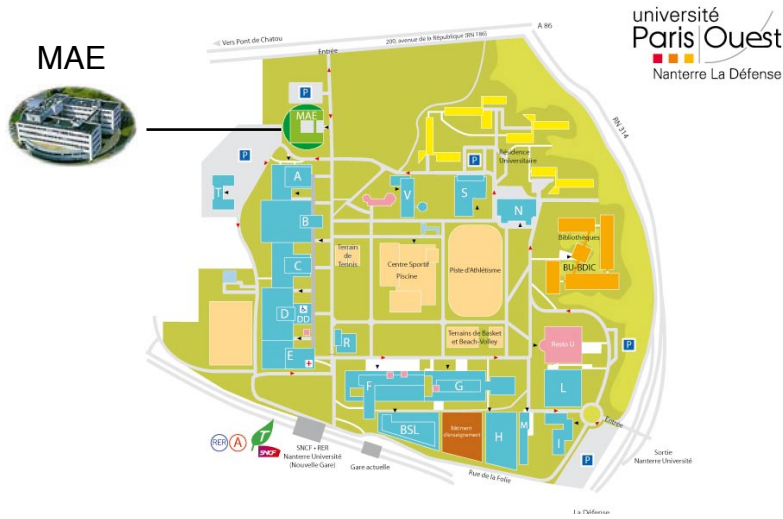 MAE
université
Paris Ouest
Nanterre La Défense
Vers Pont de Chatou
200, avenue de la République (RN 186)
A 86
Entrée
RN 314
P
MAE
P
P
Résidence
Universitaire
T
A
V
S
N
B
Bibliothèques
BU-BDIC
Terrain
de
Tennis
Centre Sportif
Piscine
Piste d'Athlétisme
C
D
DD
R
Terrains de Basket
et Beach-Volley
Resto U
P
E
F
G
L
BSL
Bâtiment
d'enseignement
H
M
I
Entrée
RER A
T
SNCF
SNCF • RER
Nanterre Université
(Nouvelle Gare)
Gare actuelle
Rue de la Folie
P
Sortie
Nanterre Université
La Défense